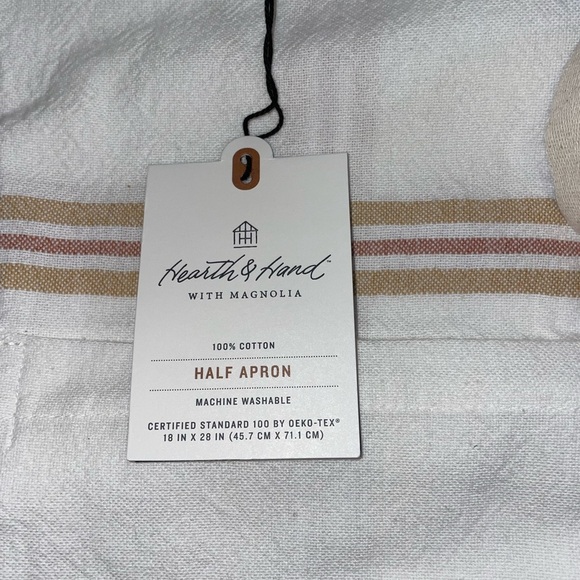 Hearth & Hand™
WITH MAGNOLIA
100% COTTON
HALF APRON
MACHINE WASHABLE
CERTIFIED STANDARD 100 BY OEKO-TEX®
18 IN X 28 IN (45.7 CM X 71.1 CM)